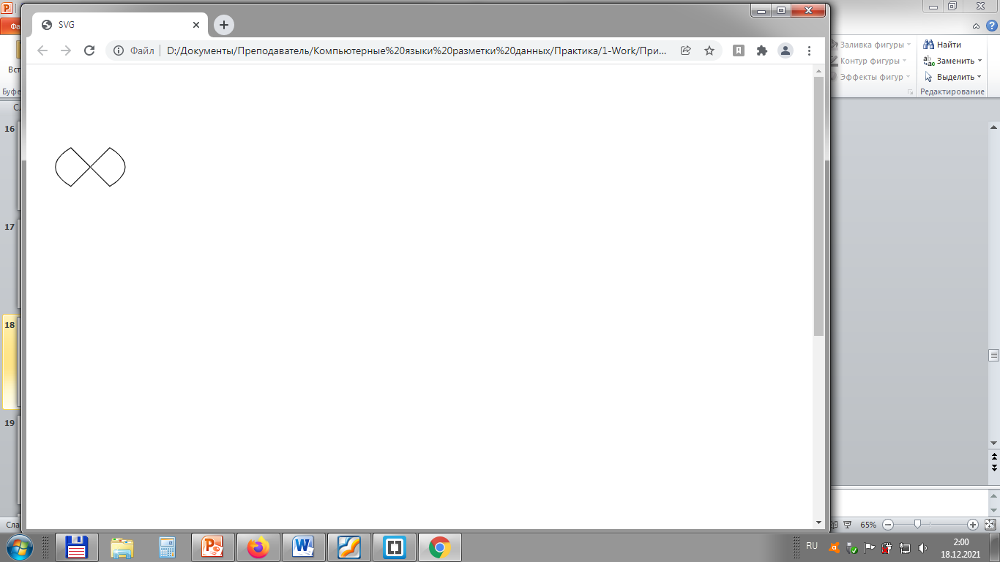 SVG
Фа
Файл
D:/Документы/Преподаватель/Компьютерные%20языки%20разметки%20данных/Практика/1-Work/При...
Заливка фигуры
Контур фигуры
Эффекты фигур
Найти
Заменить
Выделить
Редактирование
Вст
Буфе
С
16
17
18
19
Сла
65%
RU
2:00
18.12.2021